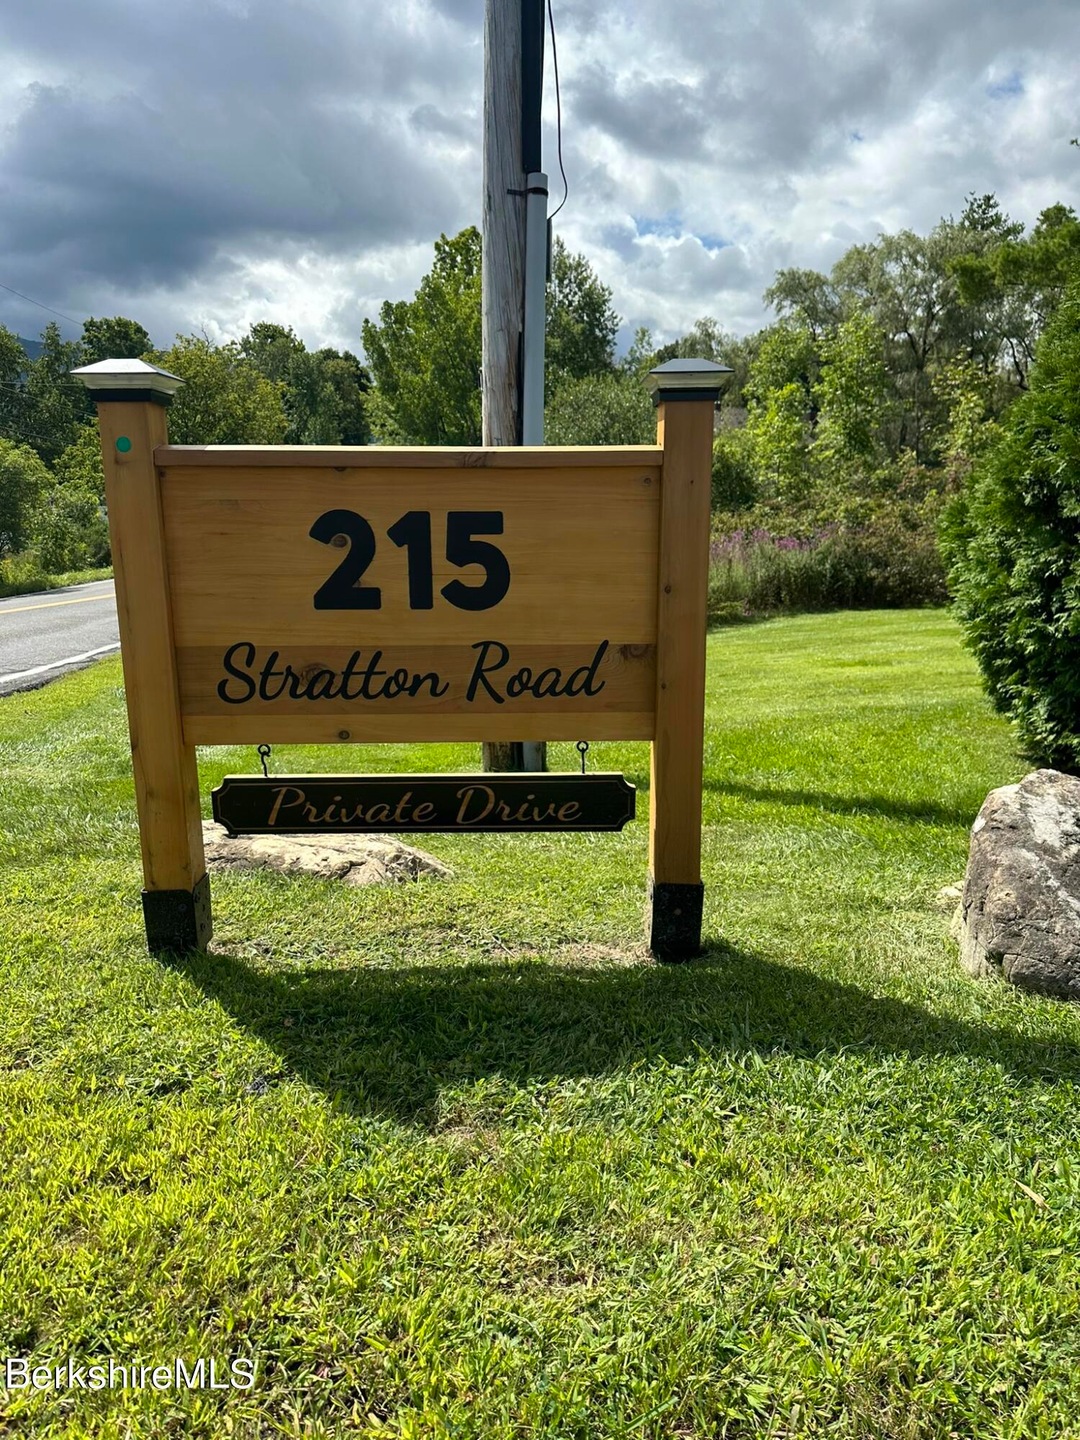 215
Stratton Road
Private Drive
BerkshireMLS